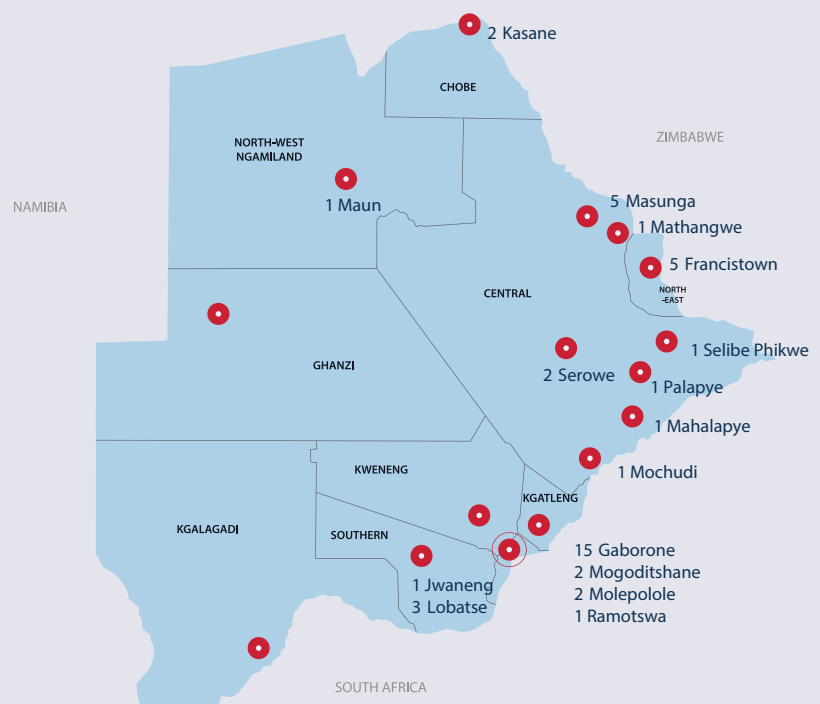 2 Kasane
CHOBE
ZIMBABWE
NORTH-WEST
NGAMILAND
NAMIBIA
1 Maun
5 Masunga
1 Mathangwe
5 Francistown
NORTH
-EAST
CENTRAL
1 Selibe Phikwe
GHANZI
2 Serowe
1 Palapye
1 Mahalapye
KWENENG
1 Mochudi
KGATLENG
KGALAGADI
SOUTHERN
15 Gaborone
2 Mogoditshane
2 Molepolole
1 Ramotswa
1 Jwaneng
3 Lobatse
SOUTH AFRICA